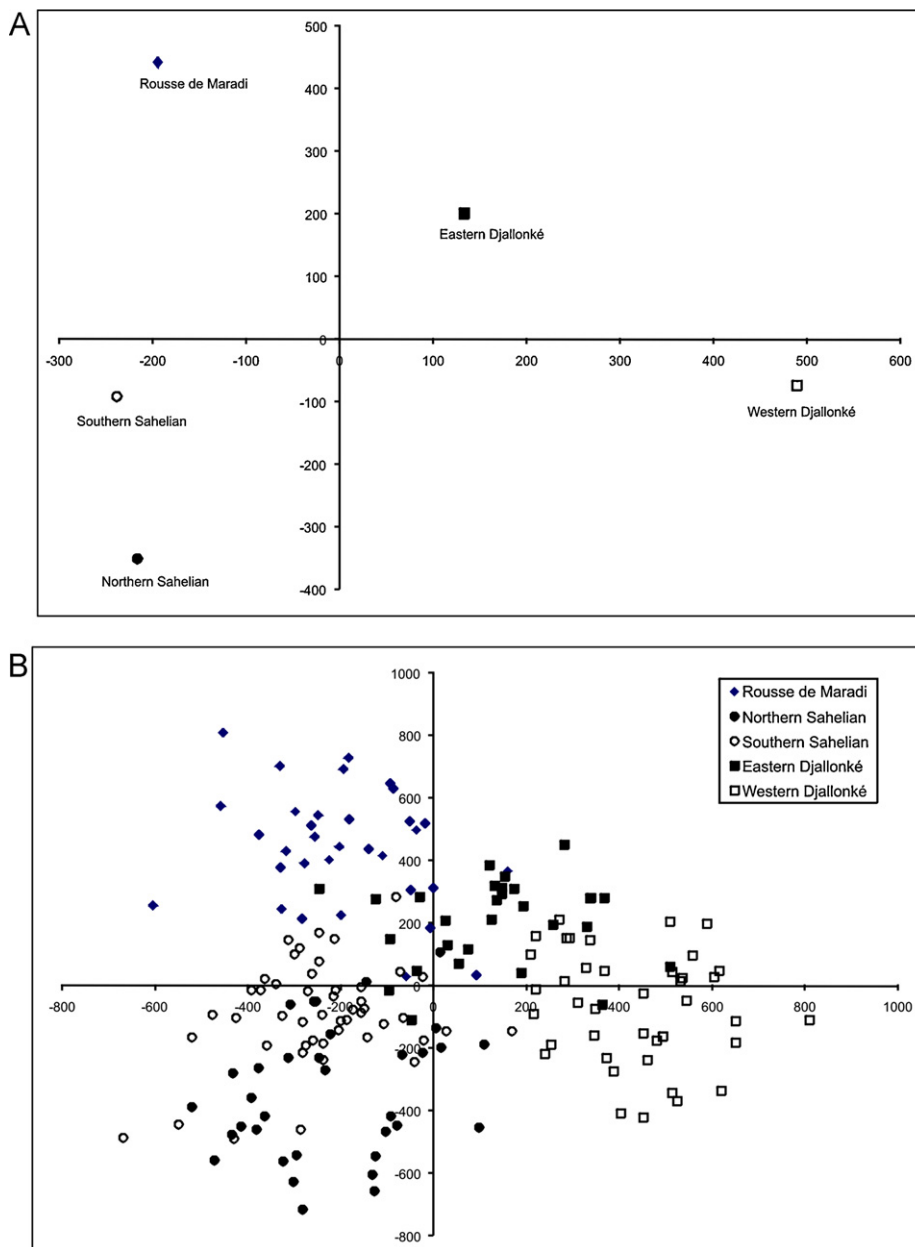 A
500
400
300
200
100
0
-100
-200
-300
-400
-300 -200 -100 0 100 200 300 400 500 600
Rousse de Maradi
Eastern Djallonké
Southern Sahelian
Western Djallonké
Northern Sahelian
B
1000
800
600
400
200
0
-200
-400
-600
-800
-800 -600 -400 -200 0 200 400 600 800 1000
Rousse de Maradi
Northern Sahelian
Southern Sahelian
Eastern Djallonké
Western Djallonké